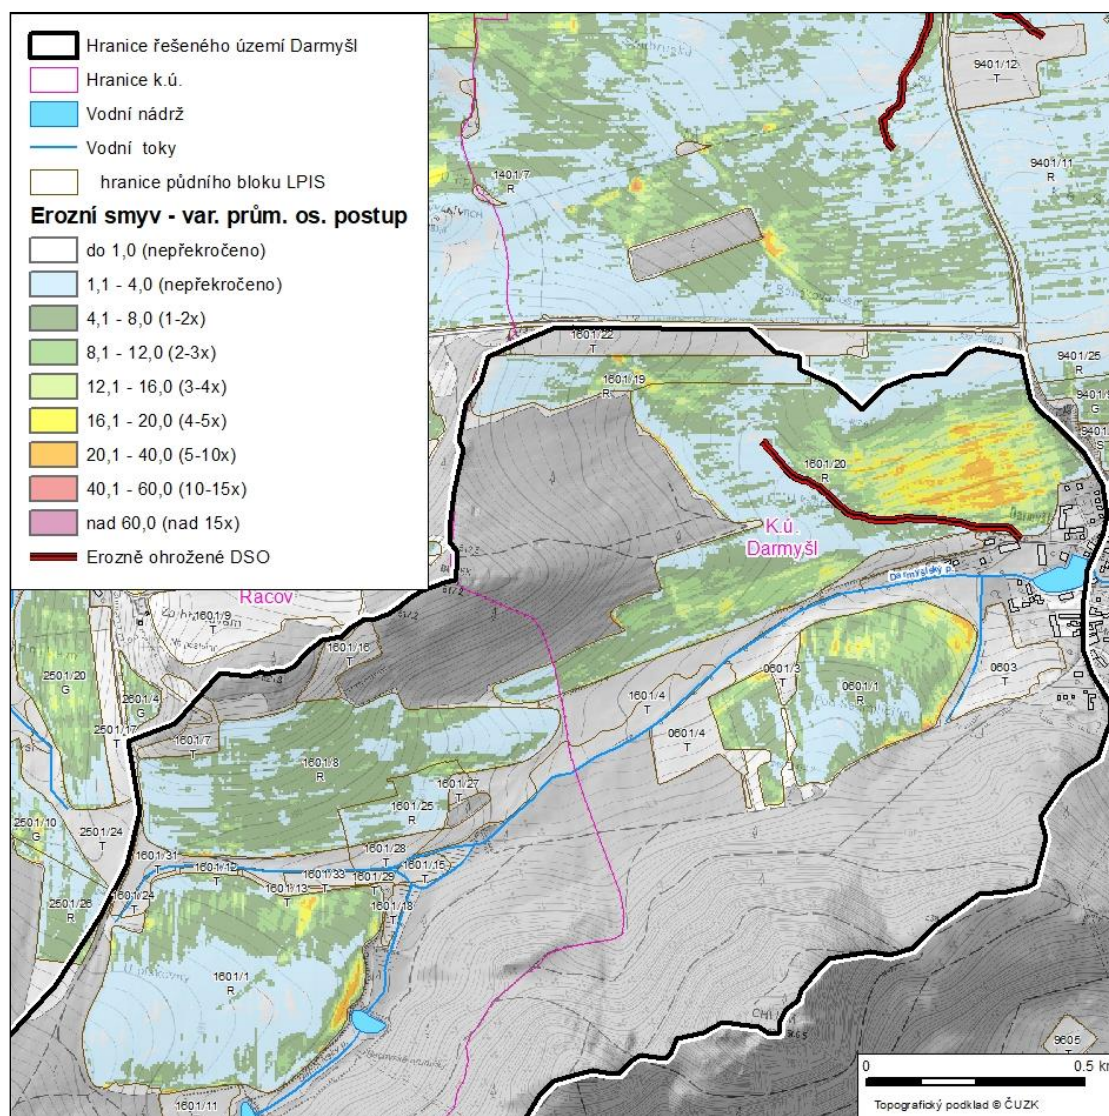 Hranice řešeného území Darmyšl
Hranice k.ú.
Vodní nádrž
Vodní toky
hranice půdního bloku LPIS
Erozní smyv - var. prům. os. postup
do 1,0 (nepřekročeno)
1,1 - 4,0 (nepřekročeno)
4,1 - 8,0 (1-2x)
8,1 - 12,0 (2-3x)
12,1 - 16,0 (3-4x)
16,1 - 20,0 (4-5x)
20,1 - 40,0 (5-10x)
40,1 - 60,0 (10-15x)
nad 60,0 (nad 15x)
Erozně ohrožené DSO
9401/12
T
1401/7
R
9401/11
R
1601/22
T
9401/25
R
1601/19
R
1601/20
R
K.ú.
Darmyšl
Darmyšlský p.
Racov
1601/9
T
1601/16
T
2501/20
G
2601/4
G
2501/17
T
1601/7
T
0601/3
T
0601/1
R
0603
T
1601/4
T
0601/4
T
1601/8
R
1601/27
T
1601/25
R
2501/10
G
2501/24
T
1601/31
T
1601/12
T
1601/28
T
1601/33
T
1601/29
T
1601/15
T
1601/24
T
1601/13
T
1601/18
T
2501/26
R
1601/1
R
1601/11
9605
T
0
0.5 km
Topografický podklad © ČÚZK